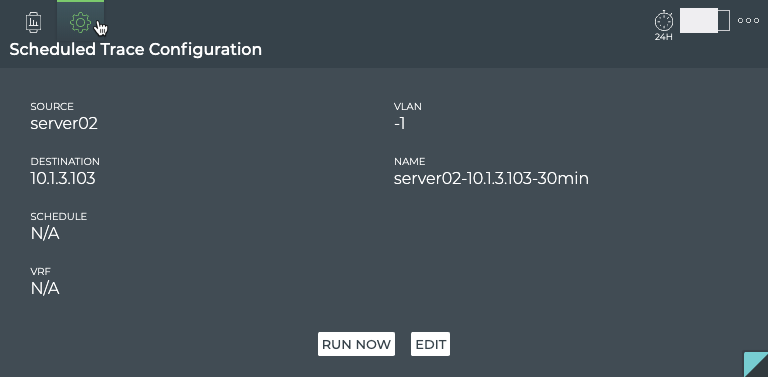 24H
Scheduled Trace Configuration
SOURCE
server02
VLAN
-1
DESTINATION
10.1.3.103
NAME
server02-10.1.3.103-30min
SCHEDULE
N/A
VRF
N/A
RUN NOW
EDIT